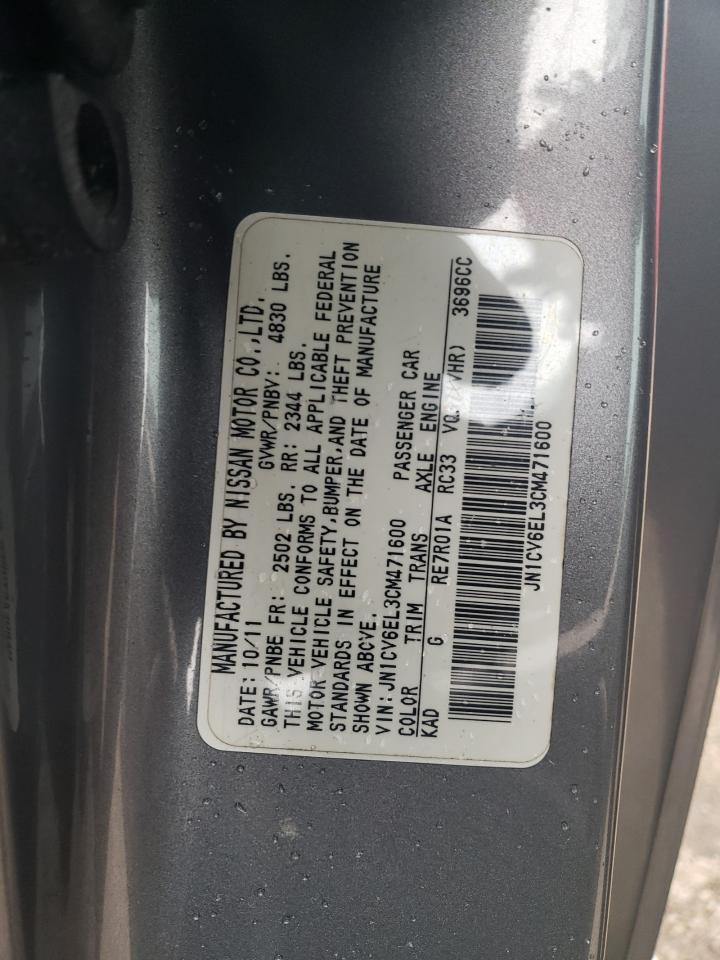 MANUFACTURED BY NISSAN MOTOR CO.,LTD.
DATE: 10/11 GVWR/PNBV: 4830 LBS.
GAWR/PNBE FR: 2502 LBS. RR: 2344 LBS.
THIS VEHICLE CONFORMS TO ALL APPLICABLE FEDERAL
MOTOR VEHICLE SAFETY,BUMPER,AND THEFT PREVENTION
STANDARDS IN EFFECT ON THE DATE OF MANUFACTURE
SHOWN ABOVE.
VIN:JN1CV6EL3CM471600 PASSENGER CAR
COLOR TRIM TRANS AXLE ENGINE
KAD G RE7R01A RC33 3696CC
JN1CV6EL3CM471600